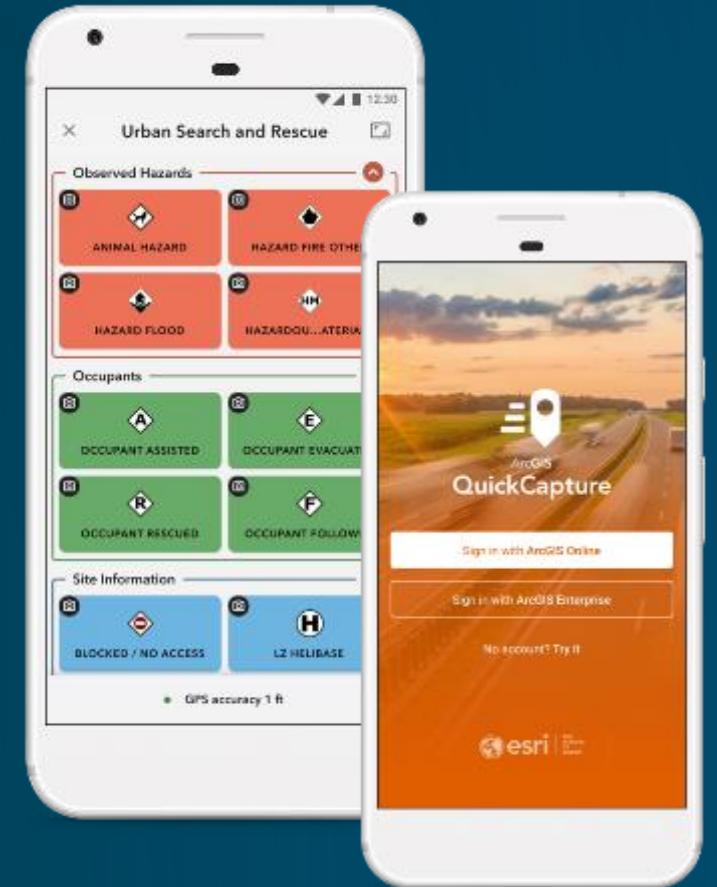 12:30
Urban Search and Rescue
Observed Hazards
ANIMAL HAZARD
HAZARD FIRE OTHE
HAZARD FLOOD
HM
HAZARDOU...ATERIA
Occupants
A
E
OCCUPANT ASSISTED
OCCUPANT EVACUAT
R
F
OCCUPANT RESCUED
OCCUPANT FOLLOW
Site Information
H
BLOCKED / NO ACCESS
LZ HELIBASE
GPS accuracy 1 ft
ArcGIS
QuickCapture
Sign in with ArcGIS Online
Sign in with ArcGIS Enterprise
No account? Try it
esri